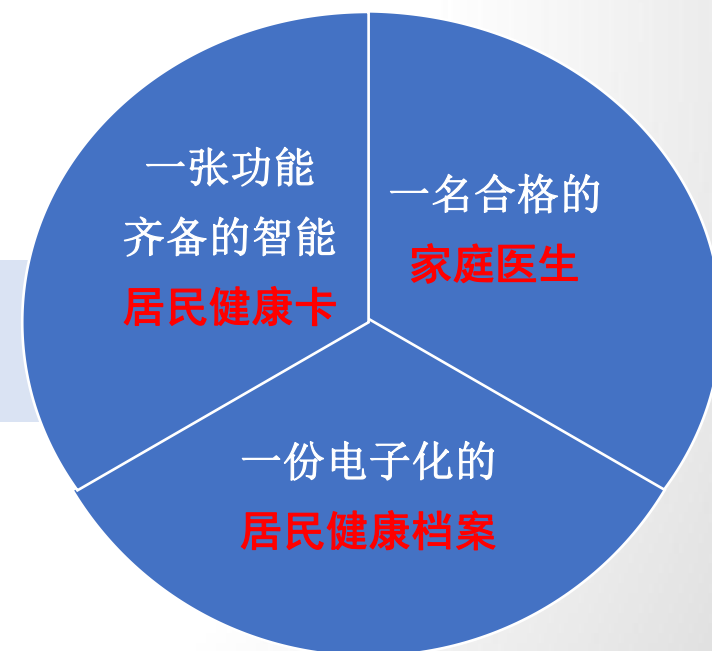 一张功能
齐备的智能
居民健康卡
一名合格的
家庭医生
一份电子化的
居民健康档案